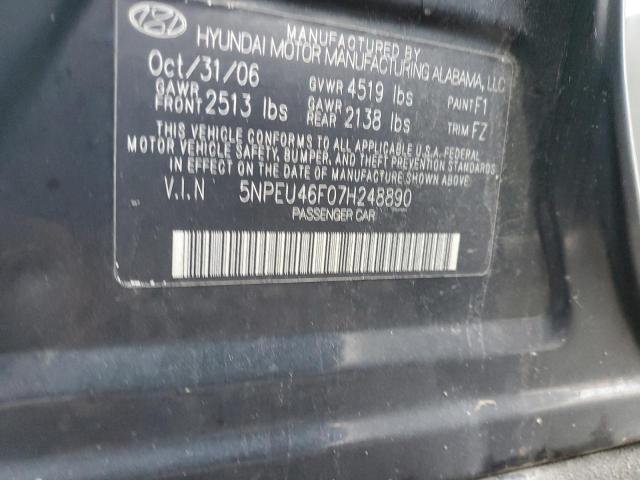 MANUFACTURED BY
HYUNDAI MOTOR MANUFACTURING ALABAMA, LLC
Oct/31/06 GVWR 4519 lbs PAINT F1
GAWR FRONT 2513 lbs GAWR REAR 2138 lbs TRIM FZ
THIS VEHICLE CONFORMS TO ALL APPLICABLE U.S.A. FEDERAL
MOTOR VEHICLE SAFETY, BUMPER, AND THEFT PREVENTION STANDARDS
IN EFFECT ON THE DATE OF MANUFACTURE SHOWN ABOVE.
V.I.N 5NPEU46F07H248890
PASSENGER CAR